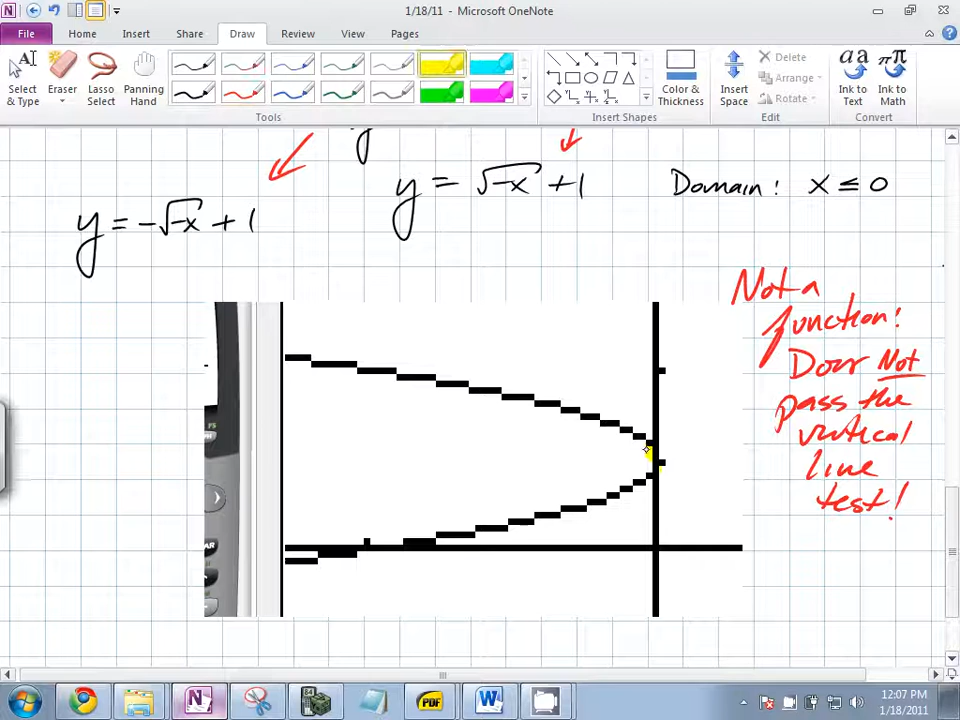 1/18/11 - Microsoft OneNote
File Home Insert Share Draw Review View Pages
Select & Type
Eraser
Lasso Select
Panning Hand
Color & Thickness
Insert Space
Delete
Arrange
Rotate
Ink to Text
Ink to Math
Tools
Insert Shapes
Edit
Convert
y = √-x + 1
Domain: x ≤ 0
y = -√-x + 1
Not a
function:
Does Not
pass the
vertical
line
test!
F5
12:07 PM
1/18/2011
84
PDF